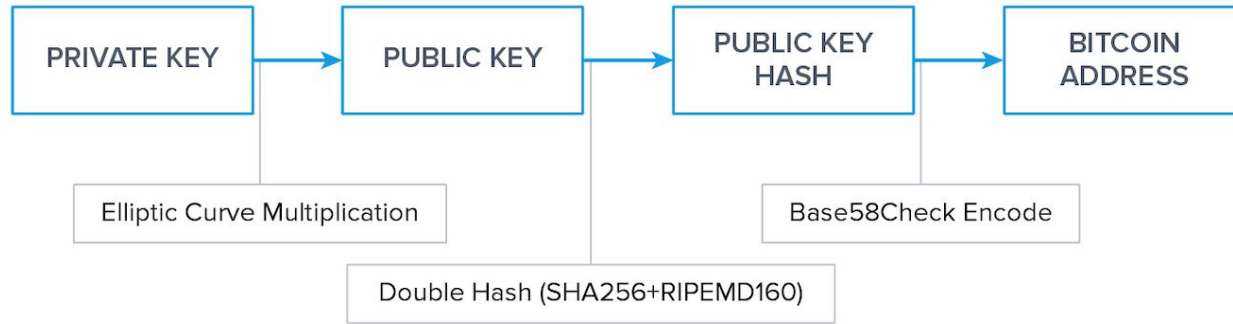 PRIVATE KEY
PUBLIC KEY
PUBLIC KEY
HASH
BITCOIN
ADDRESS
Elliptic Curve Multiplication
Base58Check Encode
Double Hash (SHA256+RIPEMD160)